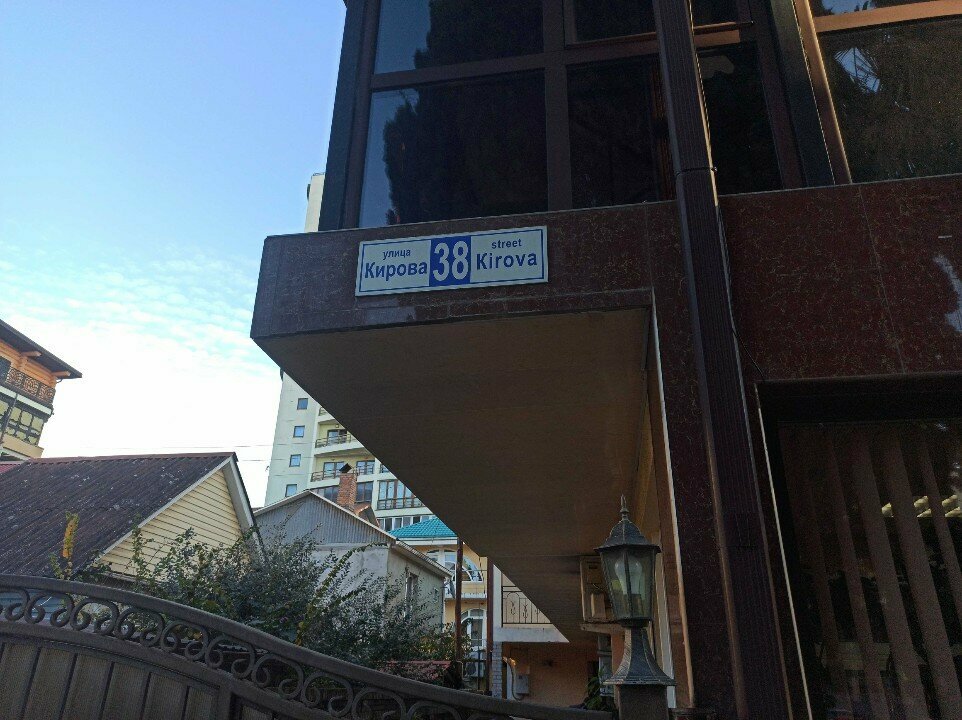 улица
Кирова
38
street
Kirova